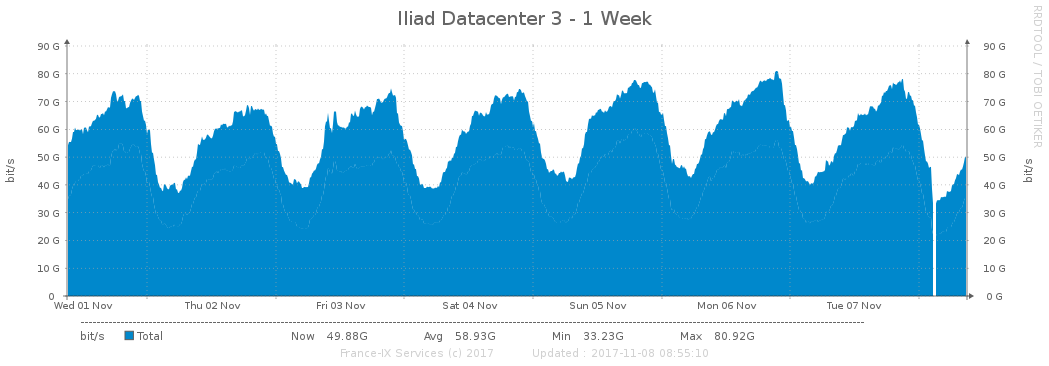 Iliad Datacenter 3 - 1 Week
RRDTOOL / TOBI OETIKER
90 G 90 G
80 G 80 G
70 G 70 G
60 G 60 G
50 G 50 G
40 G 40 G
30 G 30 G
20 G 20 G
10 G 10 G
0 0 G
bit/s bit/s
Wed 01 Nov Thu 02 Nov Fri 03 Nov Sat 04 Nov Sun 05 Nov Mon 06 Nov Tue 07 Nov
bit/s Total Now 49.88G Avg 58.93G Min 33.23G Max 80.92G
France-IX Services (c) 2017 Updated : 2017-11-08 08:55:10